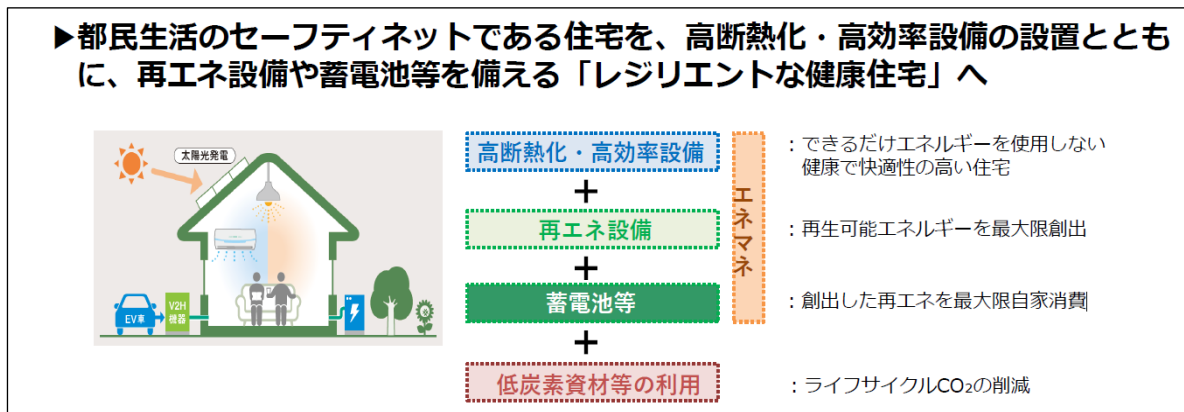 ▶都民生活のセーフティネットである住宅を、高断熱化・高効率設備の設置ととも
に、再エネ設備や蓄電池等を備える「レジリエントな健康住宅」へ
太陽光発電
EV車
V2H
機器
高断熱化・高効率設備
+
再エネ設備
+
蓄電池等
+
低炭素資材等の利用
エネマネ
：できるだけエネルギーを使用しない
健康で快適性の高い住宅
：再生可能エネルギーを最大限創出
：創出した再エネを最大限自家消費
：ライフサイクルCO₂の削減